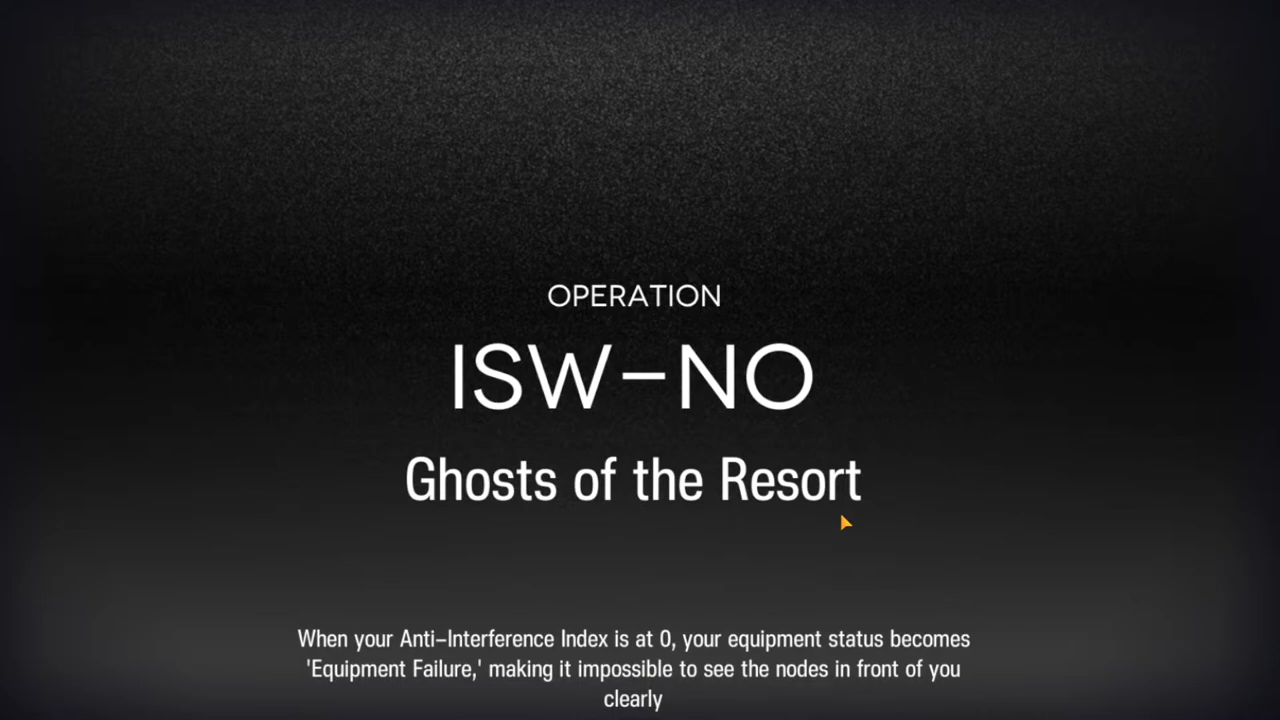 OPERATION
ISW-NO
Ghosts of the Resort
When your Anti-Interference Index is at 0, your equipment status becomes
'Equipment Failure,' making it impossible to see the nodes in front of you
clearly